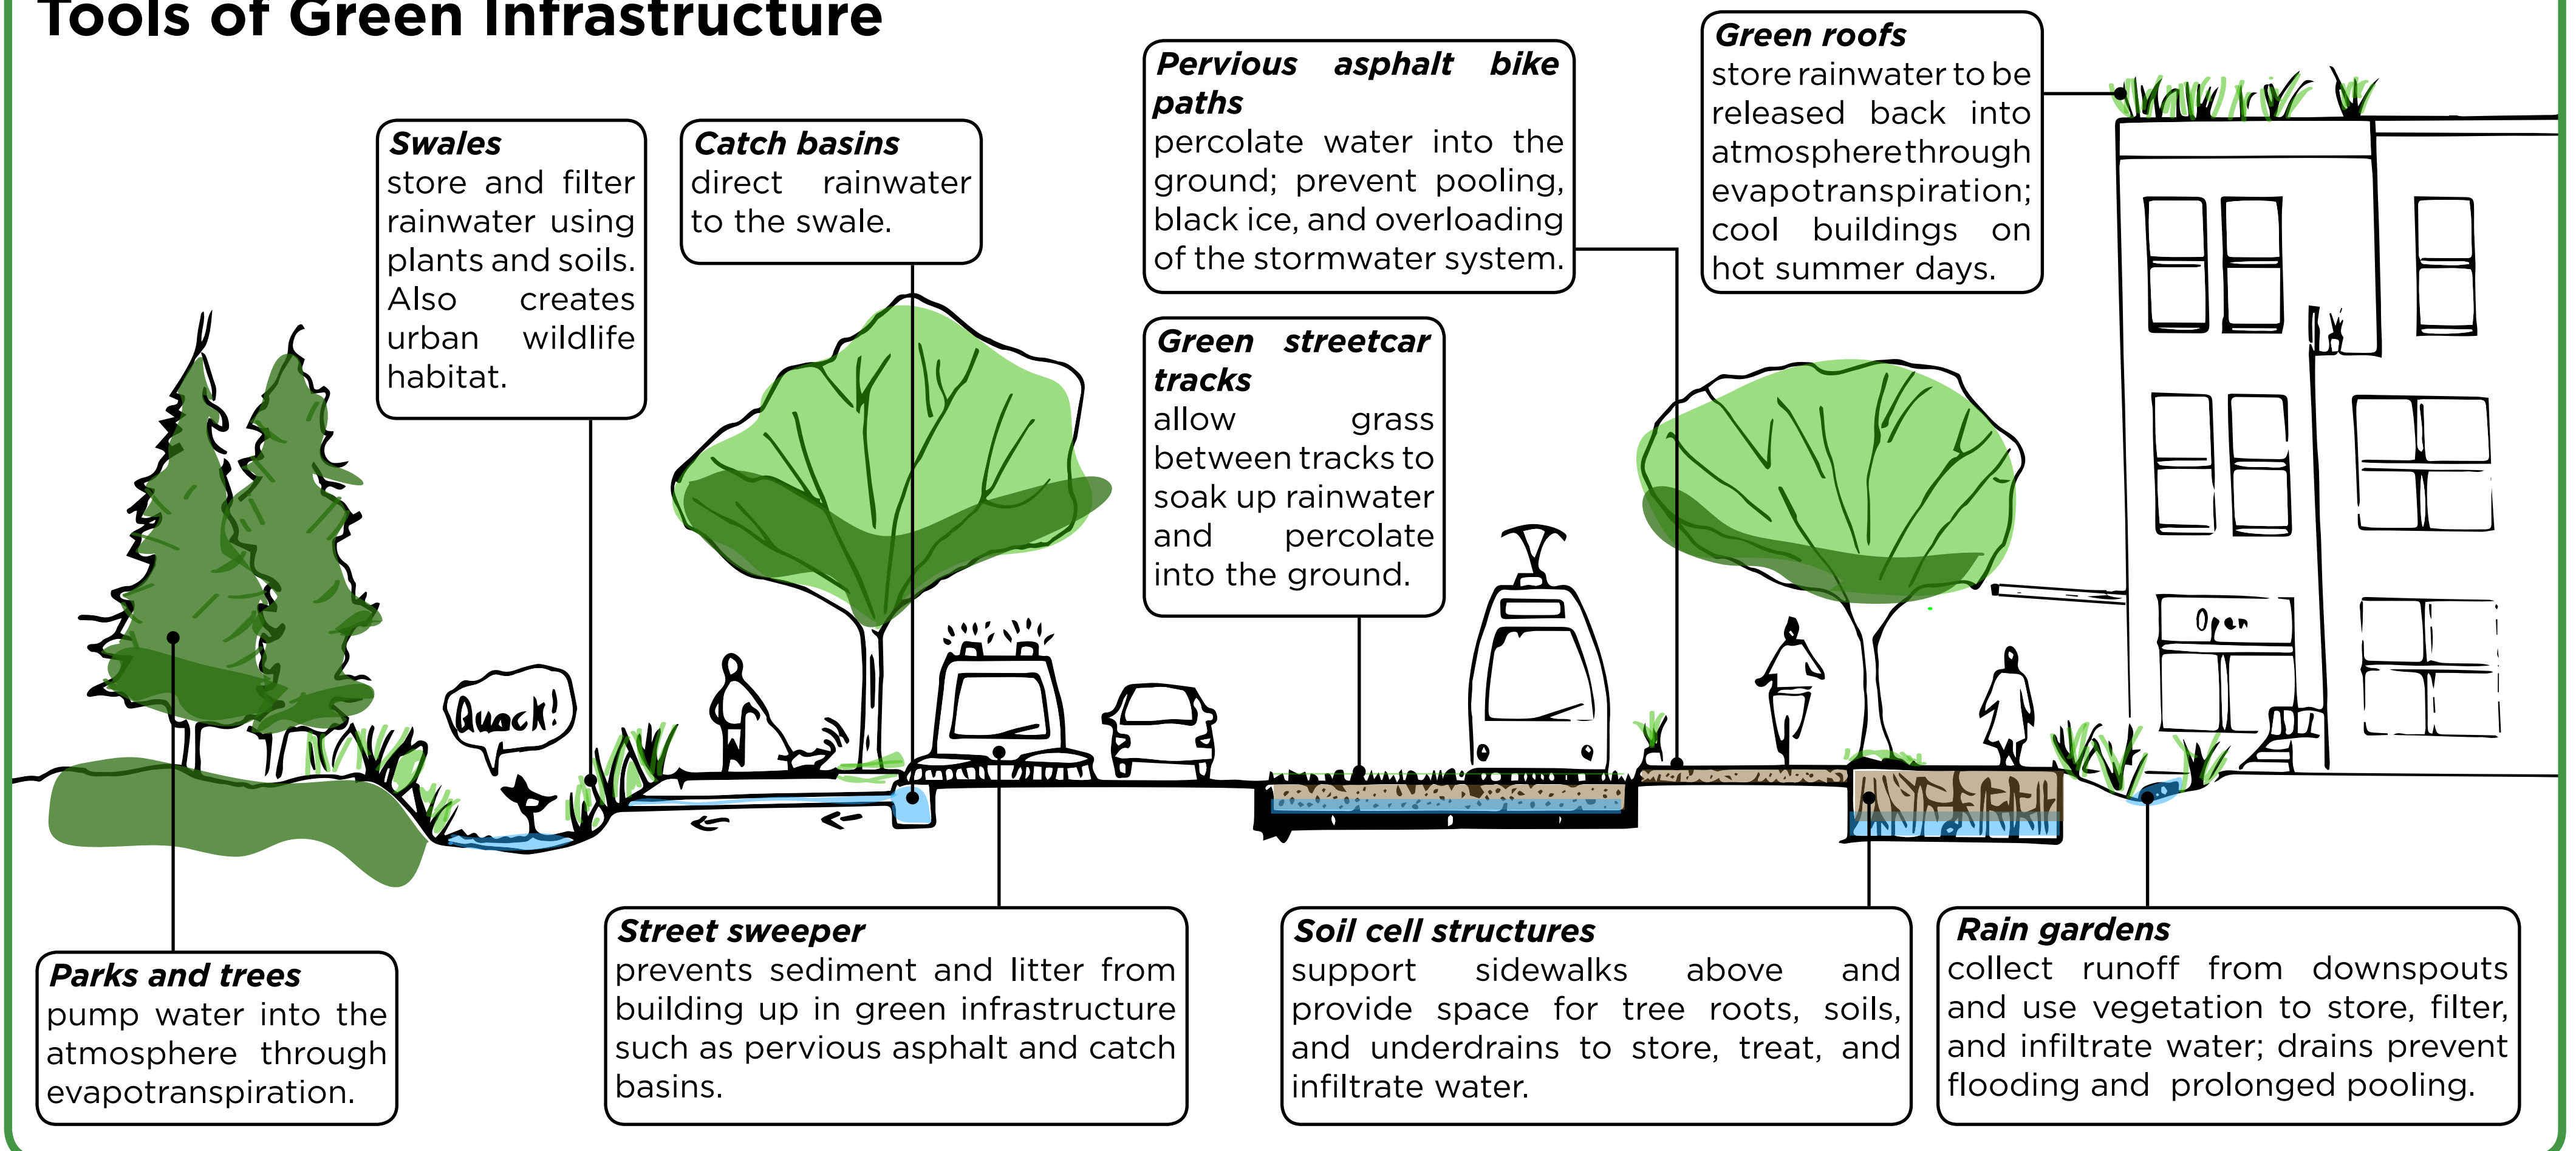 Tools of Green Infrastructure
Swales
store and filter
rainwater using
plants and soils.
Also creates
urban wildlife
habitat.
Catch basins
direct rainwater
to the swale.
Pervious asphalt bike
paths
percolate water into the
ground; prevent pooling,
black ice, and overloading
of the stormwater system.
Green roofs
store rainwater to be
released back into
atmosphere through
evapotranspiration;
cool buildings on
hot summer days.
Green streetcar
tracks
allow grass
between tracks to
soak up rainwater
and percolate
into the ground.
Open
Quack!
Parks and trees
pump water into the
atmosphere through
evapotranspiration.
Street sweeper
prevents sediment and litter from
building up in green infrastructure
such as pervious asphalt and catch
basins.
Soil cell structures
support sidewalks above and
provide space for tree roots, soils,
and underdrains to store, treat, and
infiltrate water.
Rain gardens
collect runoff from downspouts
and use vegetation to store, filter,
and infiltrate water; drains prevent
flooding and prolonged pooling.